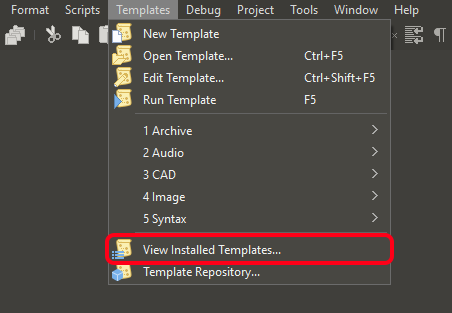 Format Scripts Templates Debug Project Tools Window Help
New Template
Open Template... Ctrl+F5
Edit Template... Ctrl+Shift+F5
Run Template F5
1 Archive
2 Audio
3 CAD
4 Image
5 Syntax
View Installed Templates...
Template Repository...